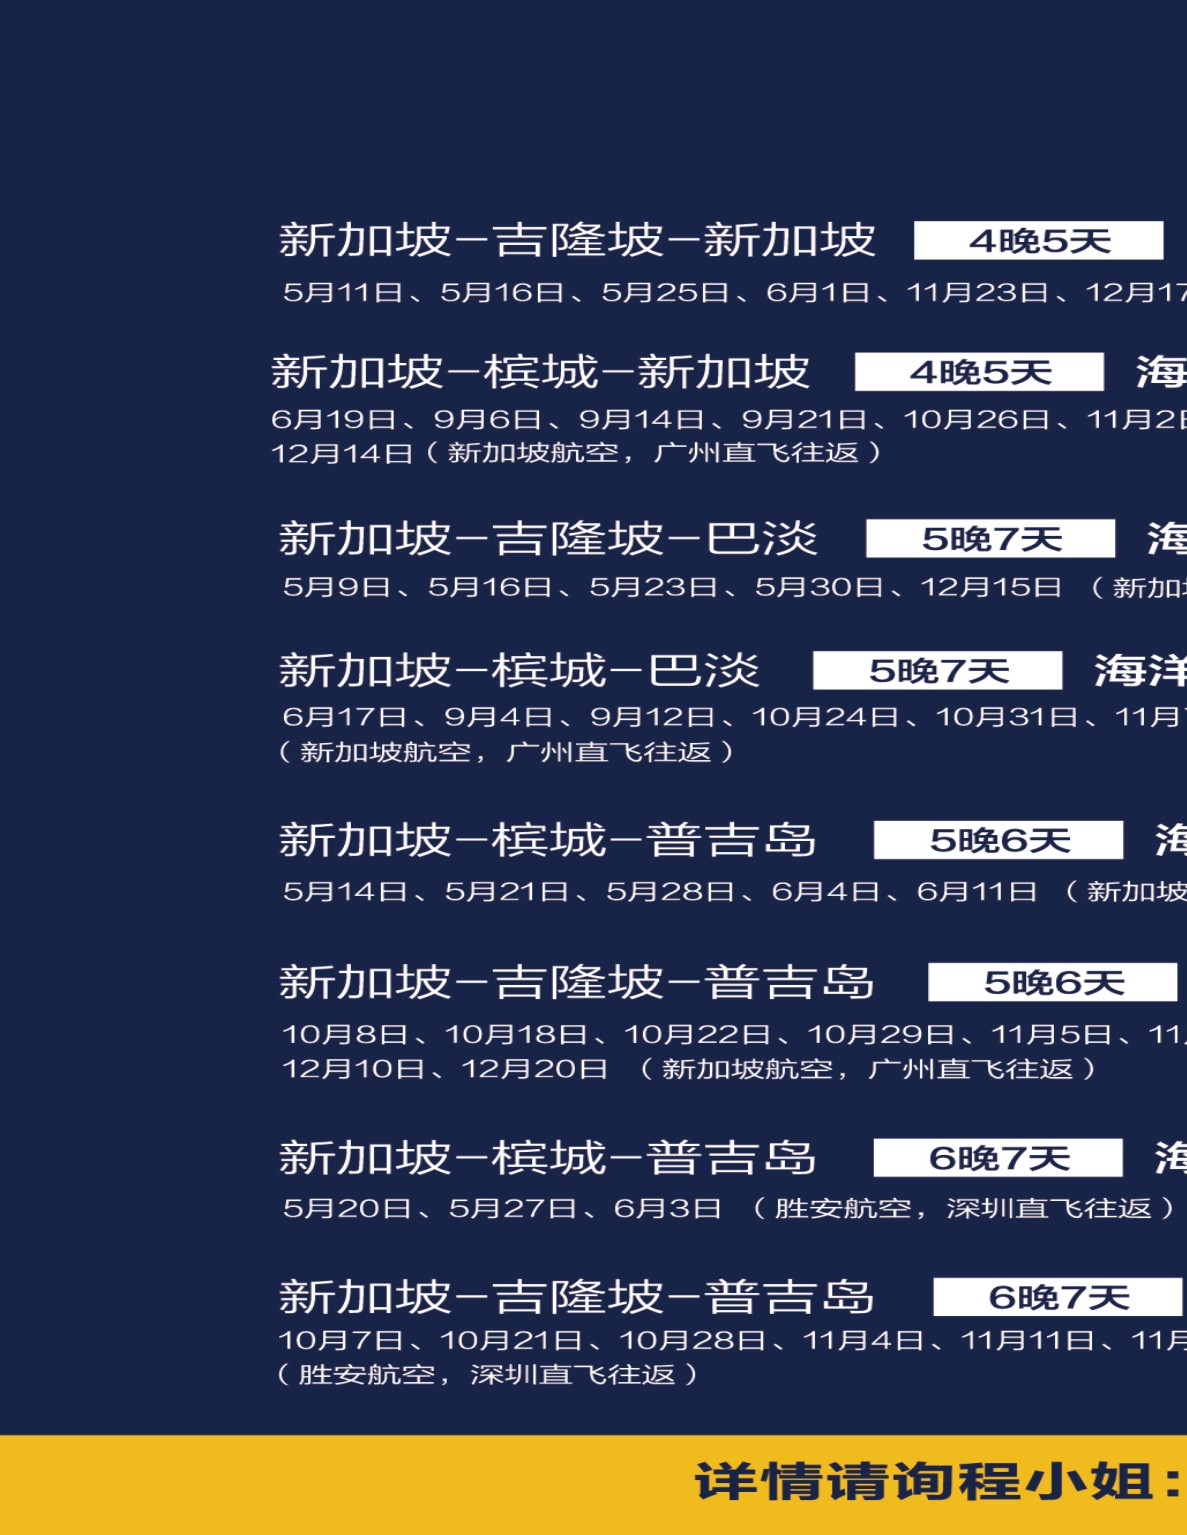 新加坡–吉隆坡–新加坡 4晚5天
5月11日、5月16日、5月25日、6月1日、11月23日、12月17
新加坡–槟城–新加坡 4晚5天 海
6月19日、9月6日、9月14日、9月21日、10月26日、11月2日
12月14日（新加坡航空，广州直飞往返）
新加坡–吉隆坡–巴淡 5晚7天 海
5月9日、5月16日、5月23日、5月30日、12月15日 （新加坡
新加坡–槟城–巴淡 5晚7天 海洋
6月17日、9月4日、9月12日、10月24日、10月31日、11月
（新加坡航空，广州直飞往返）
新加坡–槟城–普吉岛 5晚6天 海
5月14日、5月21日、5月28日、6月4日、6月11日 （新加坡
新加坡–吉隆坡–普吉岛 5晚6天
10月8日、10月18日、10月22日、10月29日、11月5日、11
12月10日、12月20日 （新加坡航空，广州直飞往返）
新加坡–槟城–普吉岛 6晚7天 海
5月20日、5月27日、6月3日 （胜安航空，深圳直飞往返）
新加坡–吉隆坡–普吉岛 6晚7天
10月7日、10月21日、10月28日、11月4日、11月11日、11月
（胜安航空，深圳直飞往返）
详情请询程小姐：